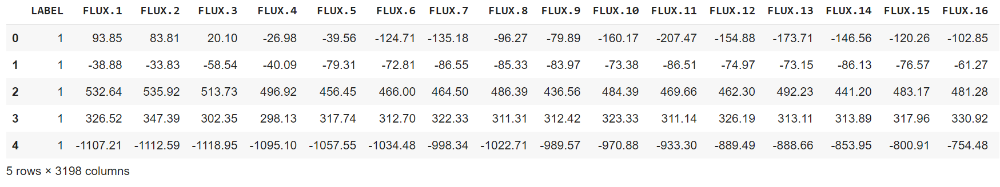 LABEL FLUX.1 FLUX.2 FLUX.3 FLUX.4 FLUX.5 FLUX.6 FLUX.7 FLUX.8 FLUX.9 FLUX.10 FLUX.11 FLUX.12 FLUX.13 FLUX.14 FLUX.15 FLUX.16
0 1 93.85 83.81 20.10 -26.98 -39.56 -124.71 -135.18 -96.27 -79.89 -160.17 -207.47 -154.88 -173.71 -146.56 -120.26 -102.85
1 1 -38.88 -33.83 -58.54 -40.09 -79.31 -72.81 -86.55 -85.33 -83.97 -73.38 -86.51 -74.97 -73.15 -86.13 -76.57 -61.27
2 1 532.64 535.92 513.73 496.92 456.45 466.00 464.50 486.39 436.56 484.39 469.66 462.30 492.23 441.20 483.17 481.28
3 1 326.52 347.39 302.35 298.13 317.74 312.70 322.33 311.31 312.42 323.33 311.14 326.19 313.11 313.89 317.96 330.92
4 1 -1107.21 -1112.59 -1118.95 -1095.10 -1057.55 -1034.48 -998.34 -1022.71 -989.57 -970.88 -933.30 -889.49 -888.66 -853.95 -800.91 -754.48
5 rows × 3198 columns